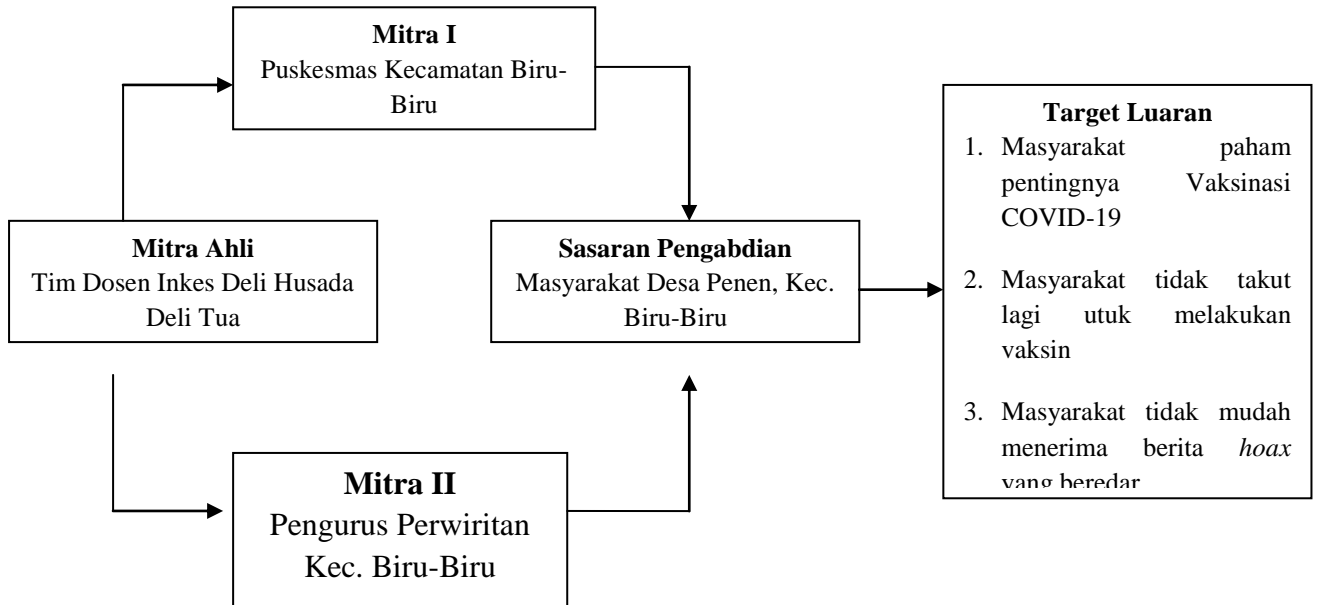 Mitra I
Puskesmas Kecamatan Biru-
Biru
Mitra Ahli
Tim Dosen Inkes Deli Husada
Deli Tua
Sasaran Pengabdian
Masyarakat Desa Penen, Kec.
Biru-Biru
Mitra II
Pengurus Perwiritan
Kec. Biru-Biru
Target Luaran
1. Masyarakat paham
pentingnya Vaksinasi
COVID-19
2. Masyarakat tidak takut
lagi utuk melakukan
vaksin
3. Masyarakat tidak mudah
menerima berita hoax
yang beredar